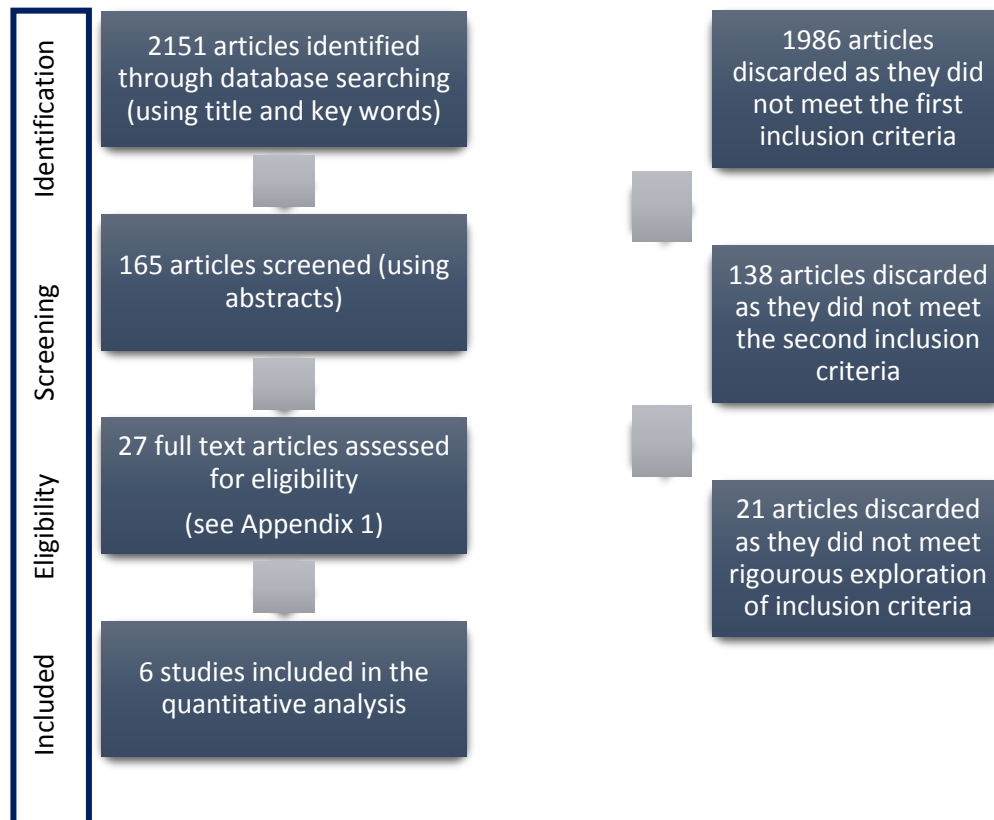 Identification
2151 articles identified
through database searching
(using title and key words)
1986 articles
discarded as they did
not meet the first
inclusion criteria
Screening
165 articles screened (using
abstracts)
138 articles discarded
as they did not meet
the second inclusion
criteria
Eligibility
27 full text articles assessed
for eligibility
(see Appendix 1)
21 articles discarded
as they did not meet
rigourous exploration
of inclusion criteria
Included
6 studies included in the
quantitative analysis